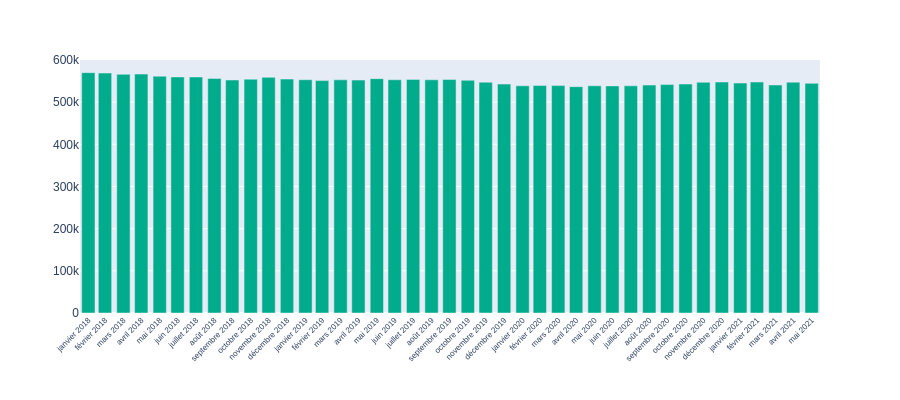 600k
500k
400k
300k
200k
100k
0
janvier 2018
février 2018
mars 2018
avril 2018
mai 2018
juin 2018
juillet 2018
août 2018
septembre 2018
octobre 2018
novembre 2018
décembre 2018
janvier 2019
février 2019
mars 2019
avril 2019
mai 2019
juin 2019
juillet 2019
août 2019
septembre 2019
octobre 2019
novembre 2019
décembre 2019
janvier 2020
février 2020
mars 2020
avril 2020
mai 2020
juin 2020
juillet 2020
août 2020
septembre 2020
octobre 2020
novembre 2020
décembre 2020
janvier 2021
février 2021
mars 2021
avril 2021
mai 2021